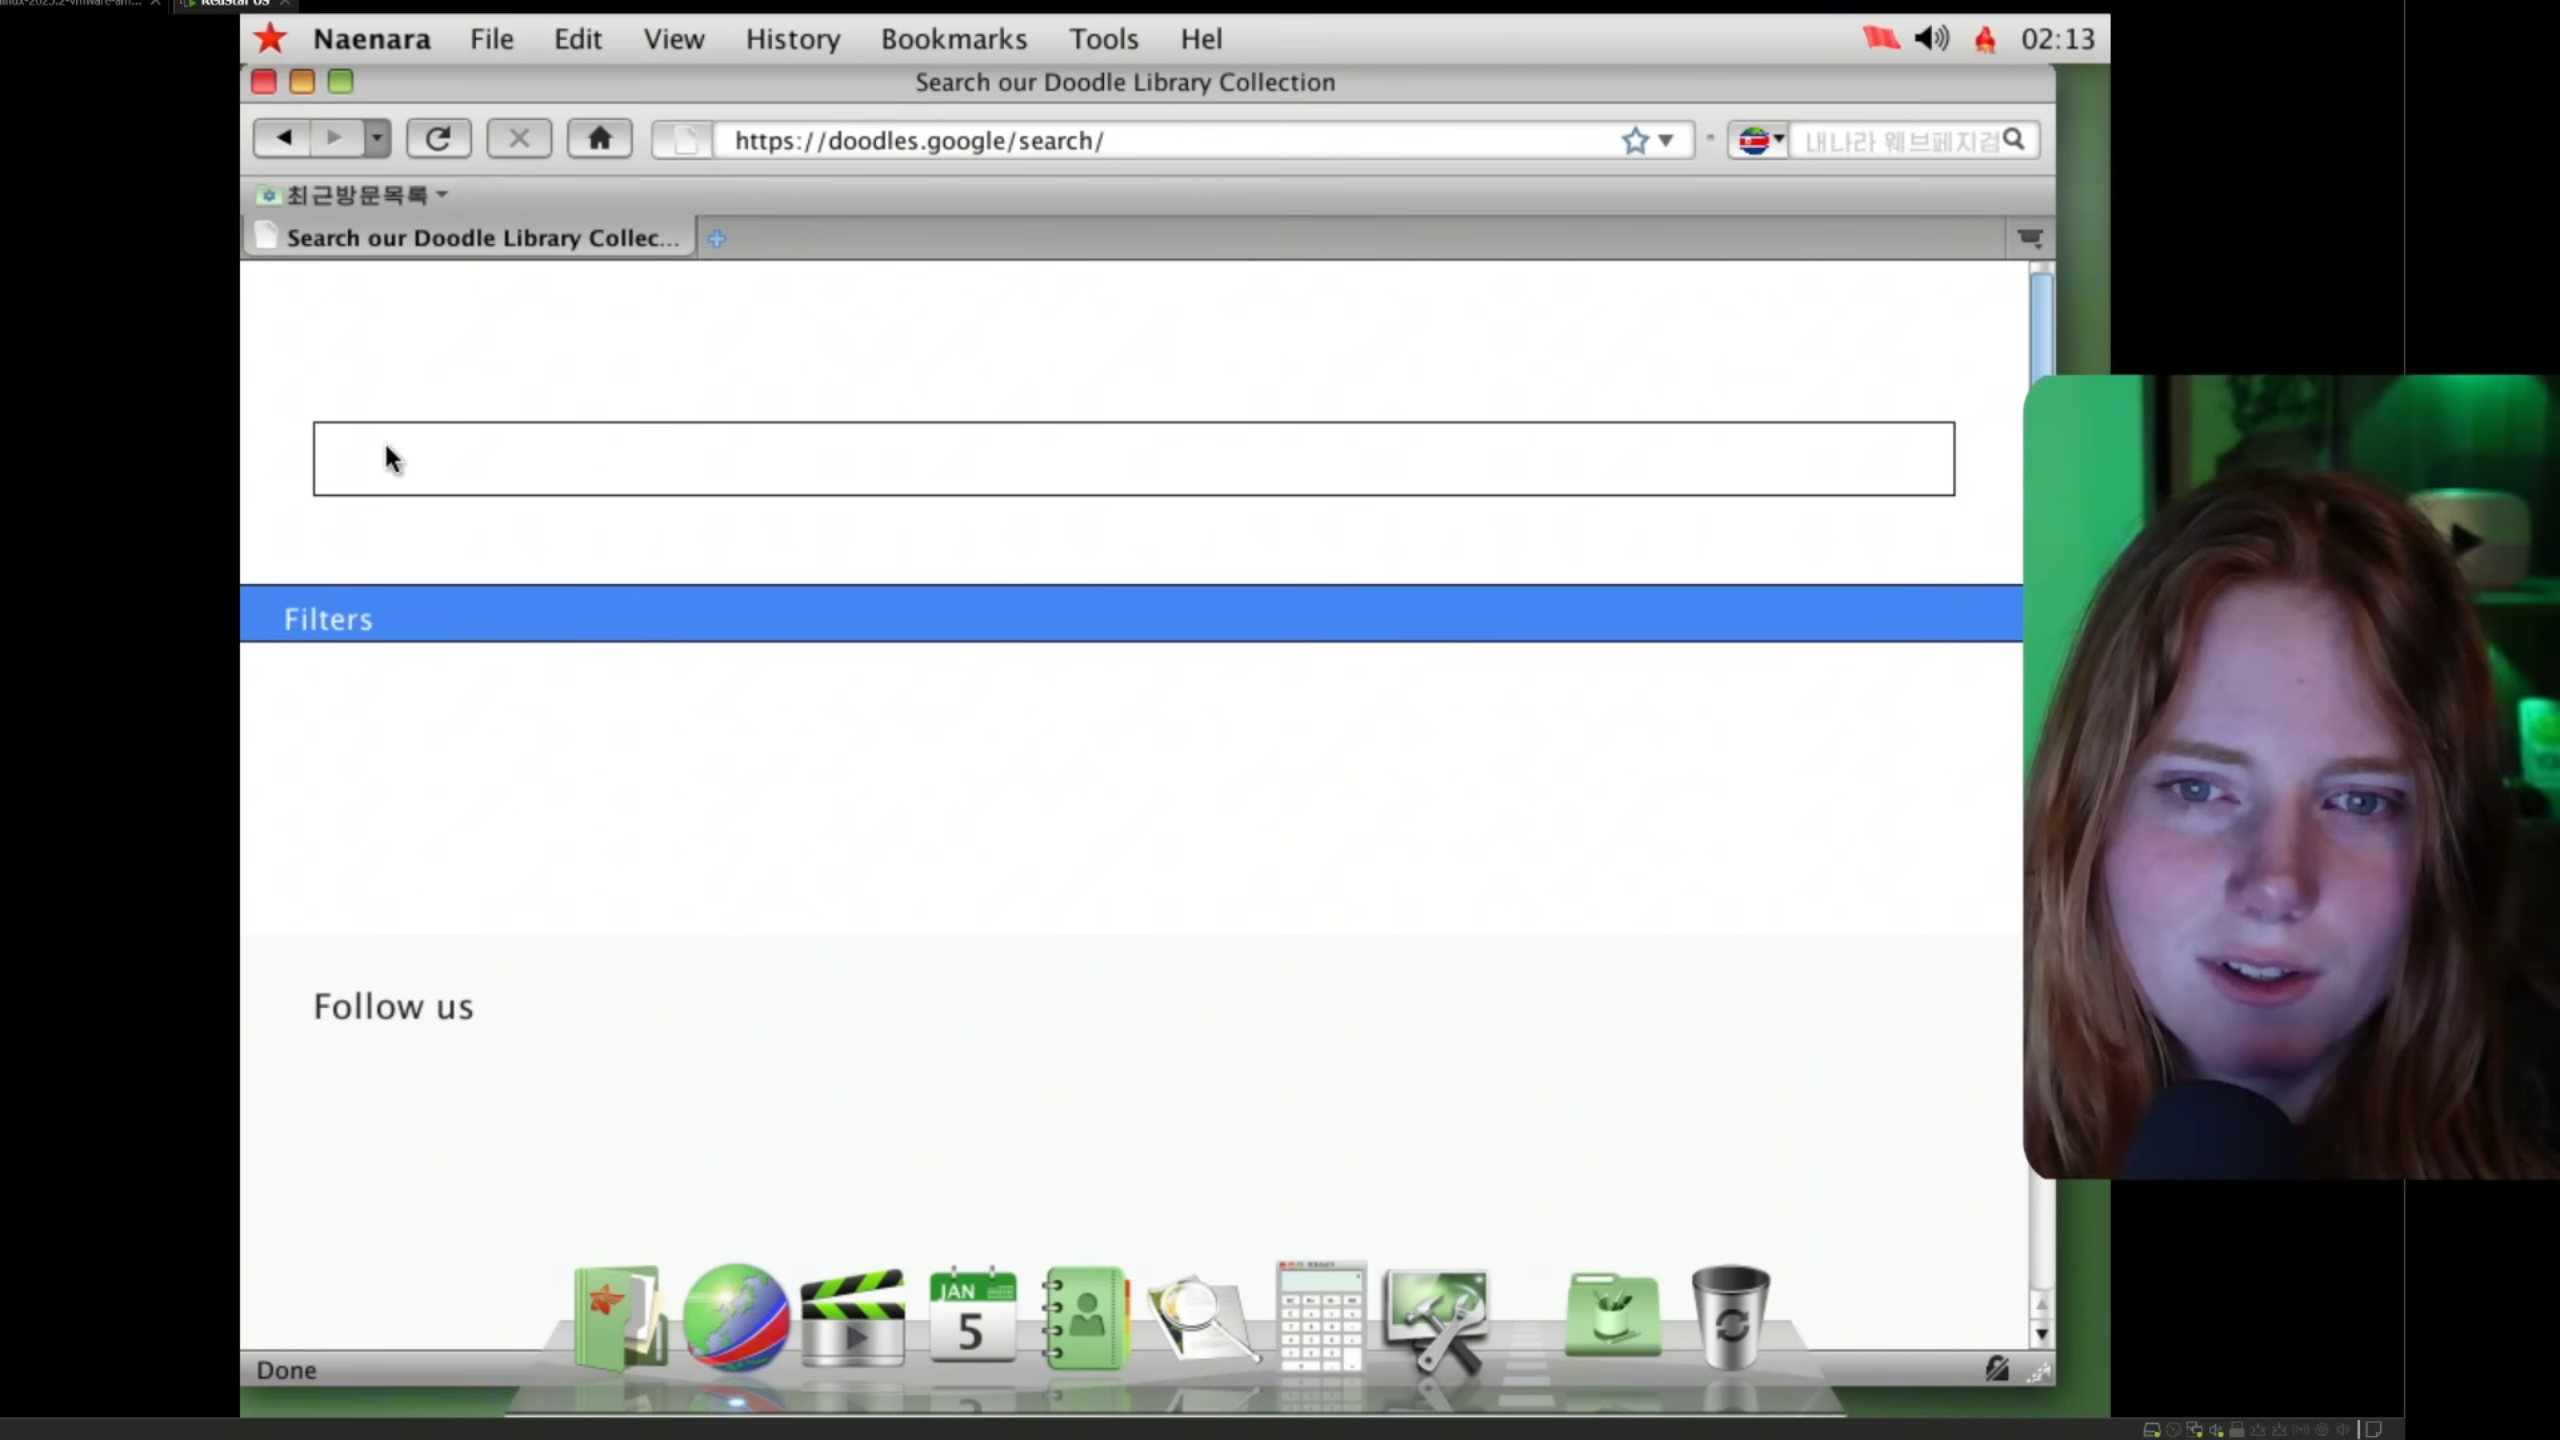 RedStar OS
Naenara File Edit View History Bookmarks Tools Hel 02:13
Search our Doodle Library Collection
https://doodles.google/search/
내나라 웨브페지검
최근방문목록
Search our Doodle Library Collec...
Filters
Follow us
JAN
5
Done